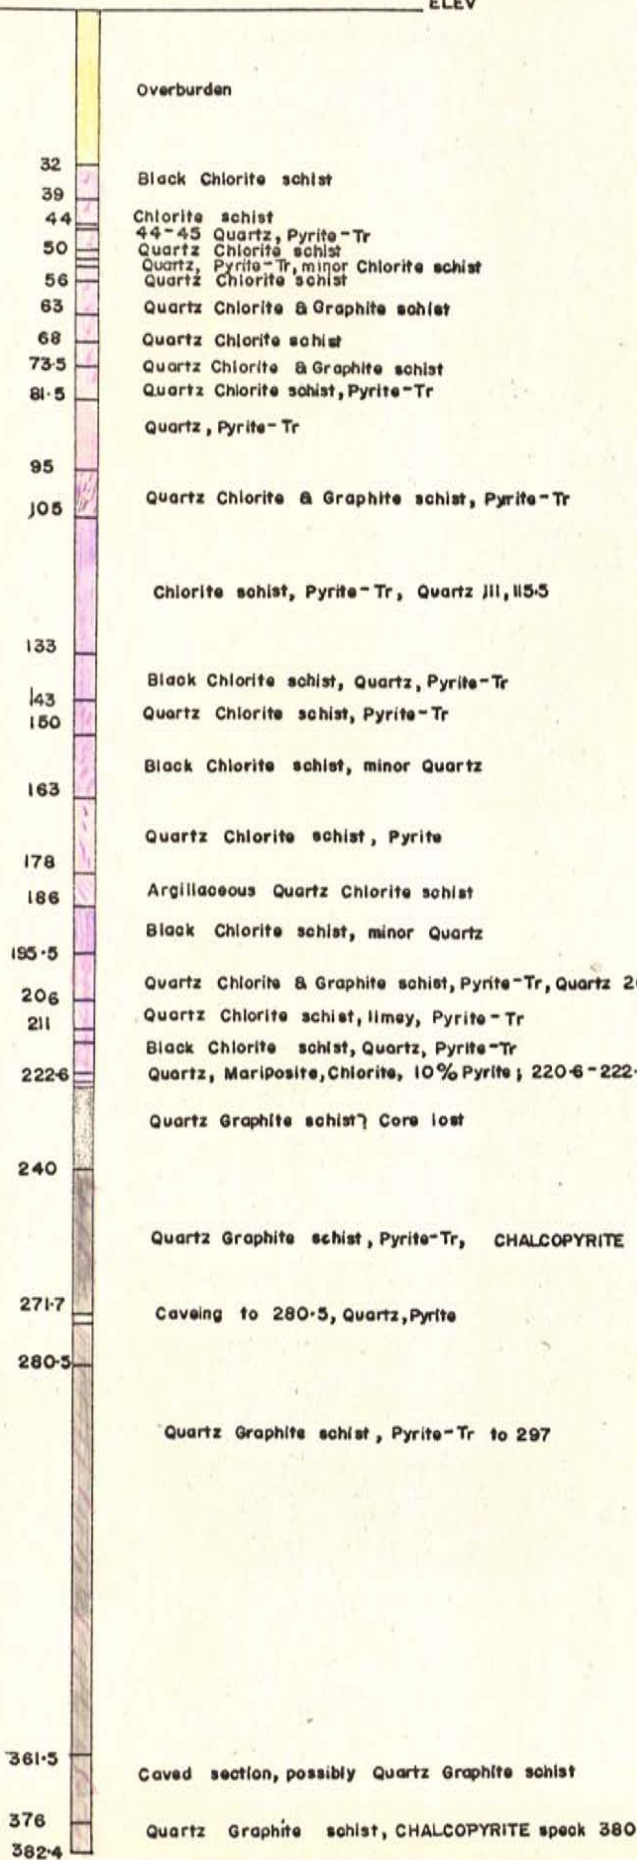 ELEV
Overburden
32
Black Chlorite schist
39
44 Chlorite schist
44-45 Quartz, Pyrite-Tr
50 Quartz Chlorite schist
Quartz, Pyrite-Tr, minor Chlorite schist
56 Quartz Chlorite schist
63 Quartz Chlorite & Graphite schist
68 Quartz Chlorite schist
73.5 Quartz Chlorite & Graphite schist
81.5 Quartz Chlorite schist, Pyrite-Tr
Quartz, Pyrite-Tr
95
Quartz Chlorite & Graphite schist, Pyrite-Tr
105
Chlorite schist, Pyrite-Tr, Quartz 111, 115.5
133
Black Chlorite schist, Quartz, Pyrite-Tr
143
Quartz Chlorite schist, Pyrite-Tr
150
Black Chlorite schist, minor Quartz
163
Quartz Chlorite schist, Pyrite
178
Argillaceous Quartz Chlorite schist
186
Black Chlorite schist, minor Quartz
195.5
Quartz Chlorite & Graphite schist, Pyrite-Tr, Quartz
206
Quartz Chlorite schist, limey, Pyrite-Tr
211
Black Chlorite schist, Quartz, Pyrite-Tr
222.6 Quartz, Mariposite, Chlorite, 10% Pyrite; 220.6-222.
Quartz Graphite schist? Core lost
240
Quartz Graphite schist, Pyrite-Tr, CHALCOPYRITE
271.7
Caveing to 280.5, Quartz, Pyrite
280.5
Quartz Graphite schist, Pyrite-Tr to 297
361.5
Caved section, possibly Quartz Graphite schist
376
Quartz Graphite schist, CHALCOPYRITE speck 380
382.4